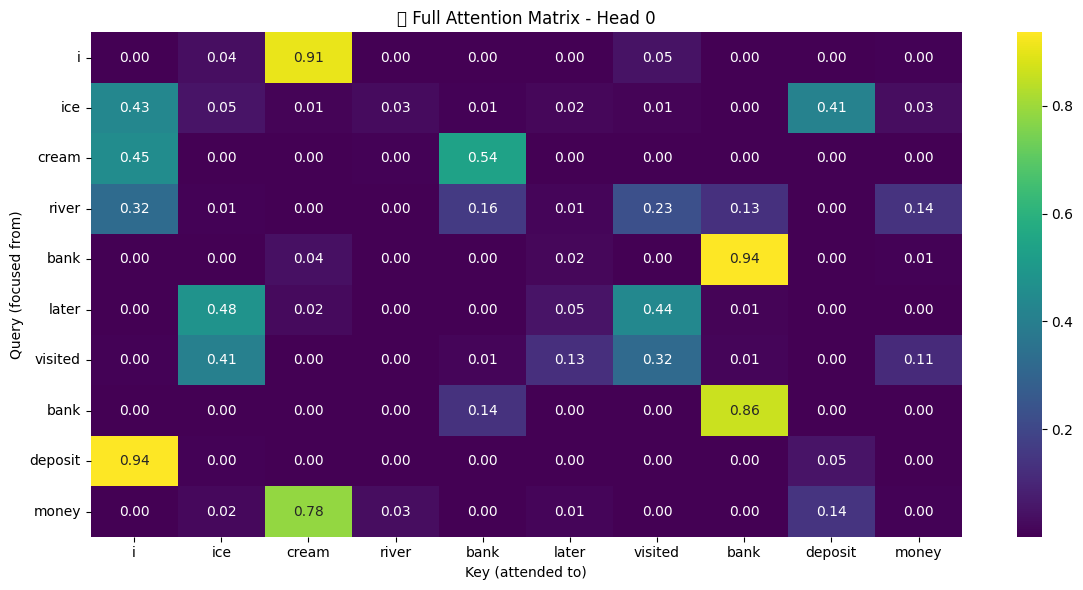 ▯ Full Attention Matrix - Head 0
i 0.00 0.04 0.91 0.00 0.00 0.00 0.05 0.00 0.00 0.00
ice 0.43 0.05 0.01 0.03 0.01 0.02 0.01 0.00 0.41 0.03
cream 0.45 0.00 0.00 0.00 0.54 0.00 0.00 0.00 0.00 0.00
river 0.32 0.01 0.00 0.00 0.16 0.01 0.23 0.13 0.00 0.14
bank 0.00 0.00 0.04 0.00 0.00 0.02 0.00 0.94 0.00 0.01
later 0.00 0.48 0.02 0.00 0.00 0.05 0.44 0.01 0.00 0.00
visited 0.00 0.41 0.00 0.00 0.01 0.13 0.32 0.01 0.00 0.11
bank 0.00 0.00 0.00 0.00 0.14 0.00 0.00 0.86 0.00 0.00
deposit 0.94 0.00 0.00 0.00 0.00 0.00 0.00 0.00 0.05 0.00
money 0.00 0.02 0.78 0.03 0.00 0.01 0.00 0.00 0.14 0.00
i ice cream river bank later visited bank deposit money
Key (attended to)
Query (focused from)
0.8
0.6
0.4
0.2